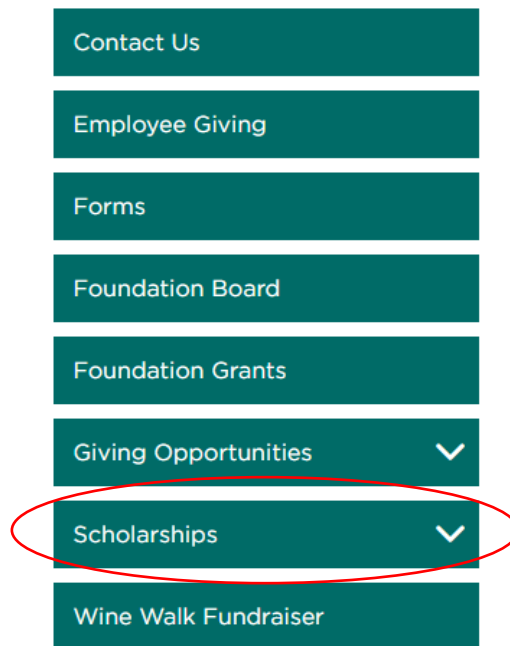 Contact Us
Employee Giving
Forms
Foundation Board
Foundation Grants
Giving Opportunities
Scholarships
Wine Walk Fundraiser